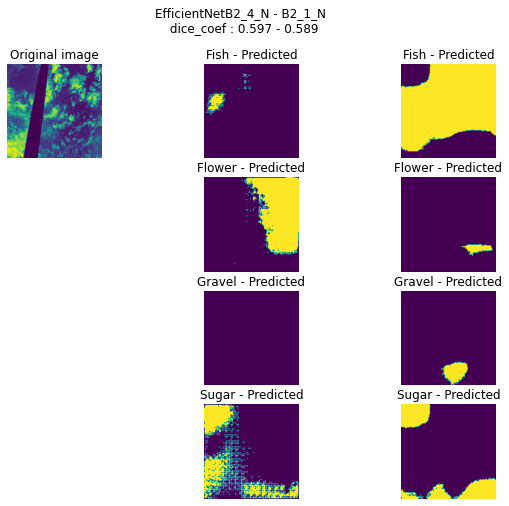 EfficientNetB2_4_N - B2_1_N
dice_coef : 0.597 - 0.589
Original image
Fish - Predicted
Fish - Predicted
Flower - Predicted
Flower - Predicted
Gravel - Predicted
Gravel - Predicted
Sugar - Predicted
Sugar - Predicted